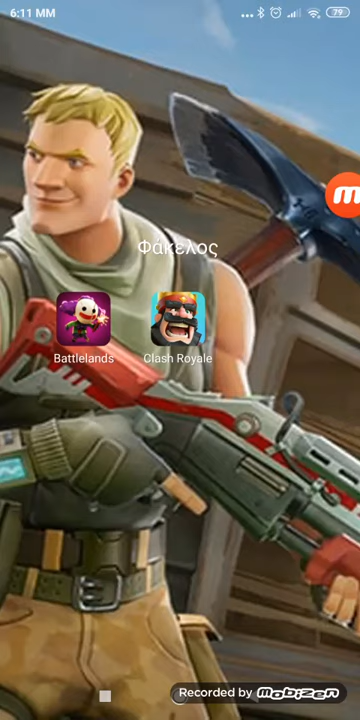 6:11 MM
79
Φάκελος
m
Battlelands
Clash Royale
Recorded by mobizen